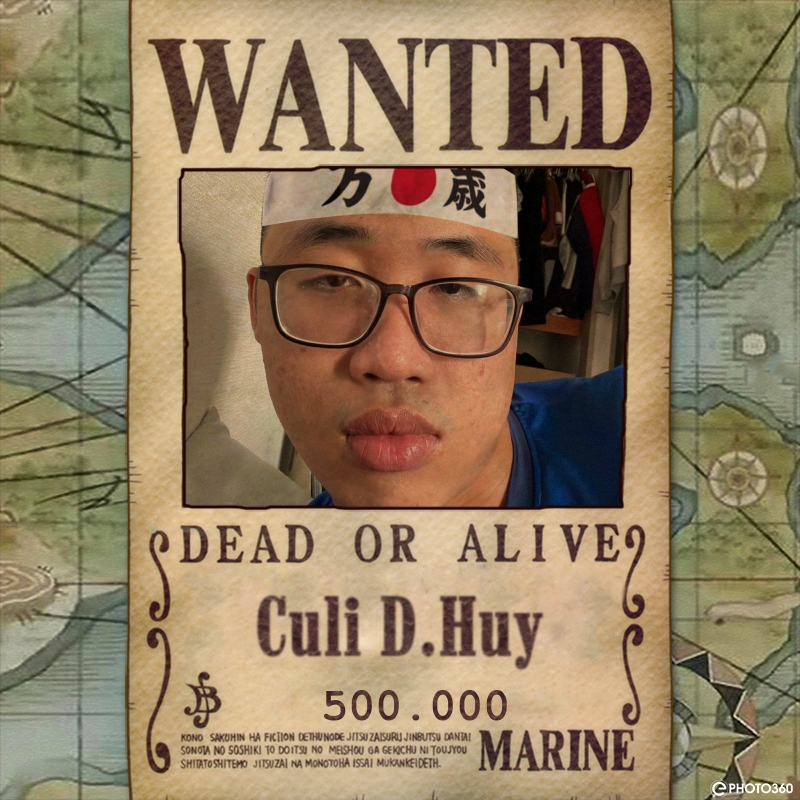 WANTED
万 歳
DEAD OR ALIVE
Culi D.Huy
500.000
KONO SAKUHIN HA FICTION DETHUNODE JITSUZAISURU JINBUTSU DANTAI
SONOTA NO SOSHIKI TO DOITSU NO MEISHOU GA GEKICHU NI TOUJYOU
SHITATOSHITEMO JITSUZAI NA MONOTOHA ISSAI MUKANKEIDETH.
MARINE
PHOTO360